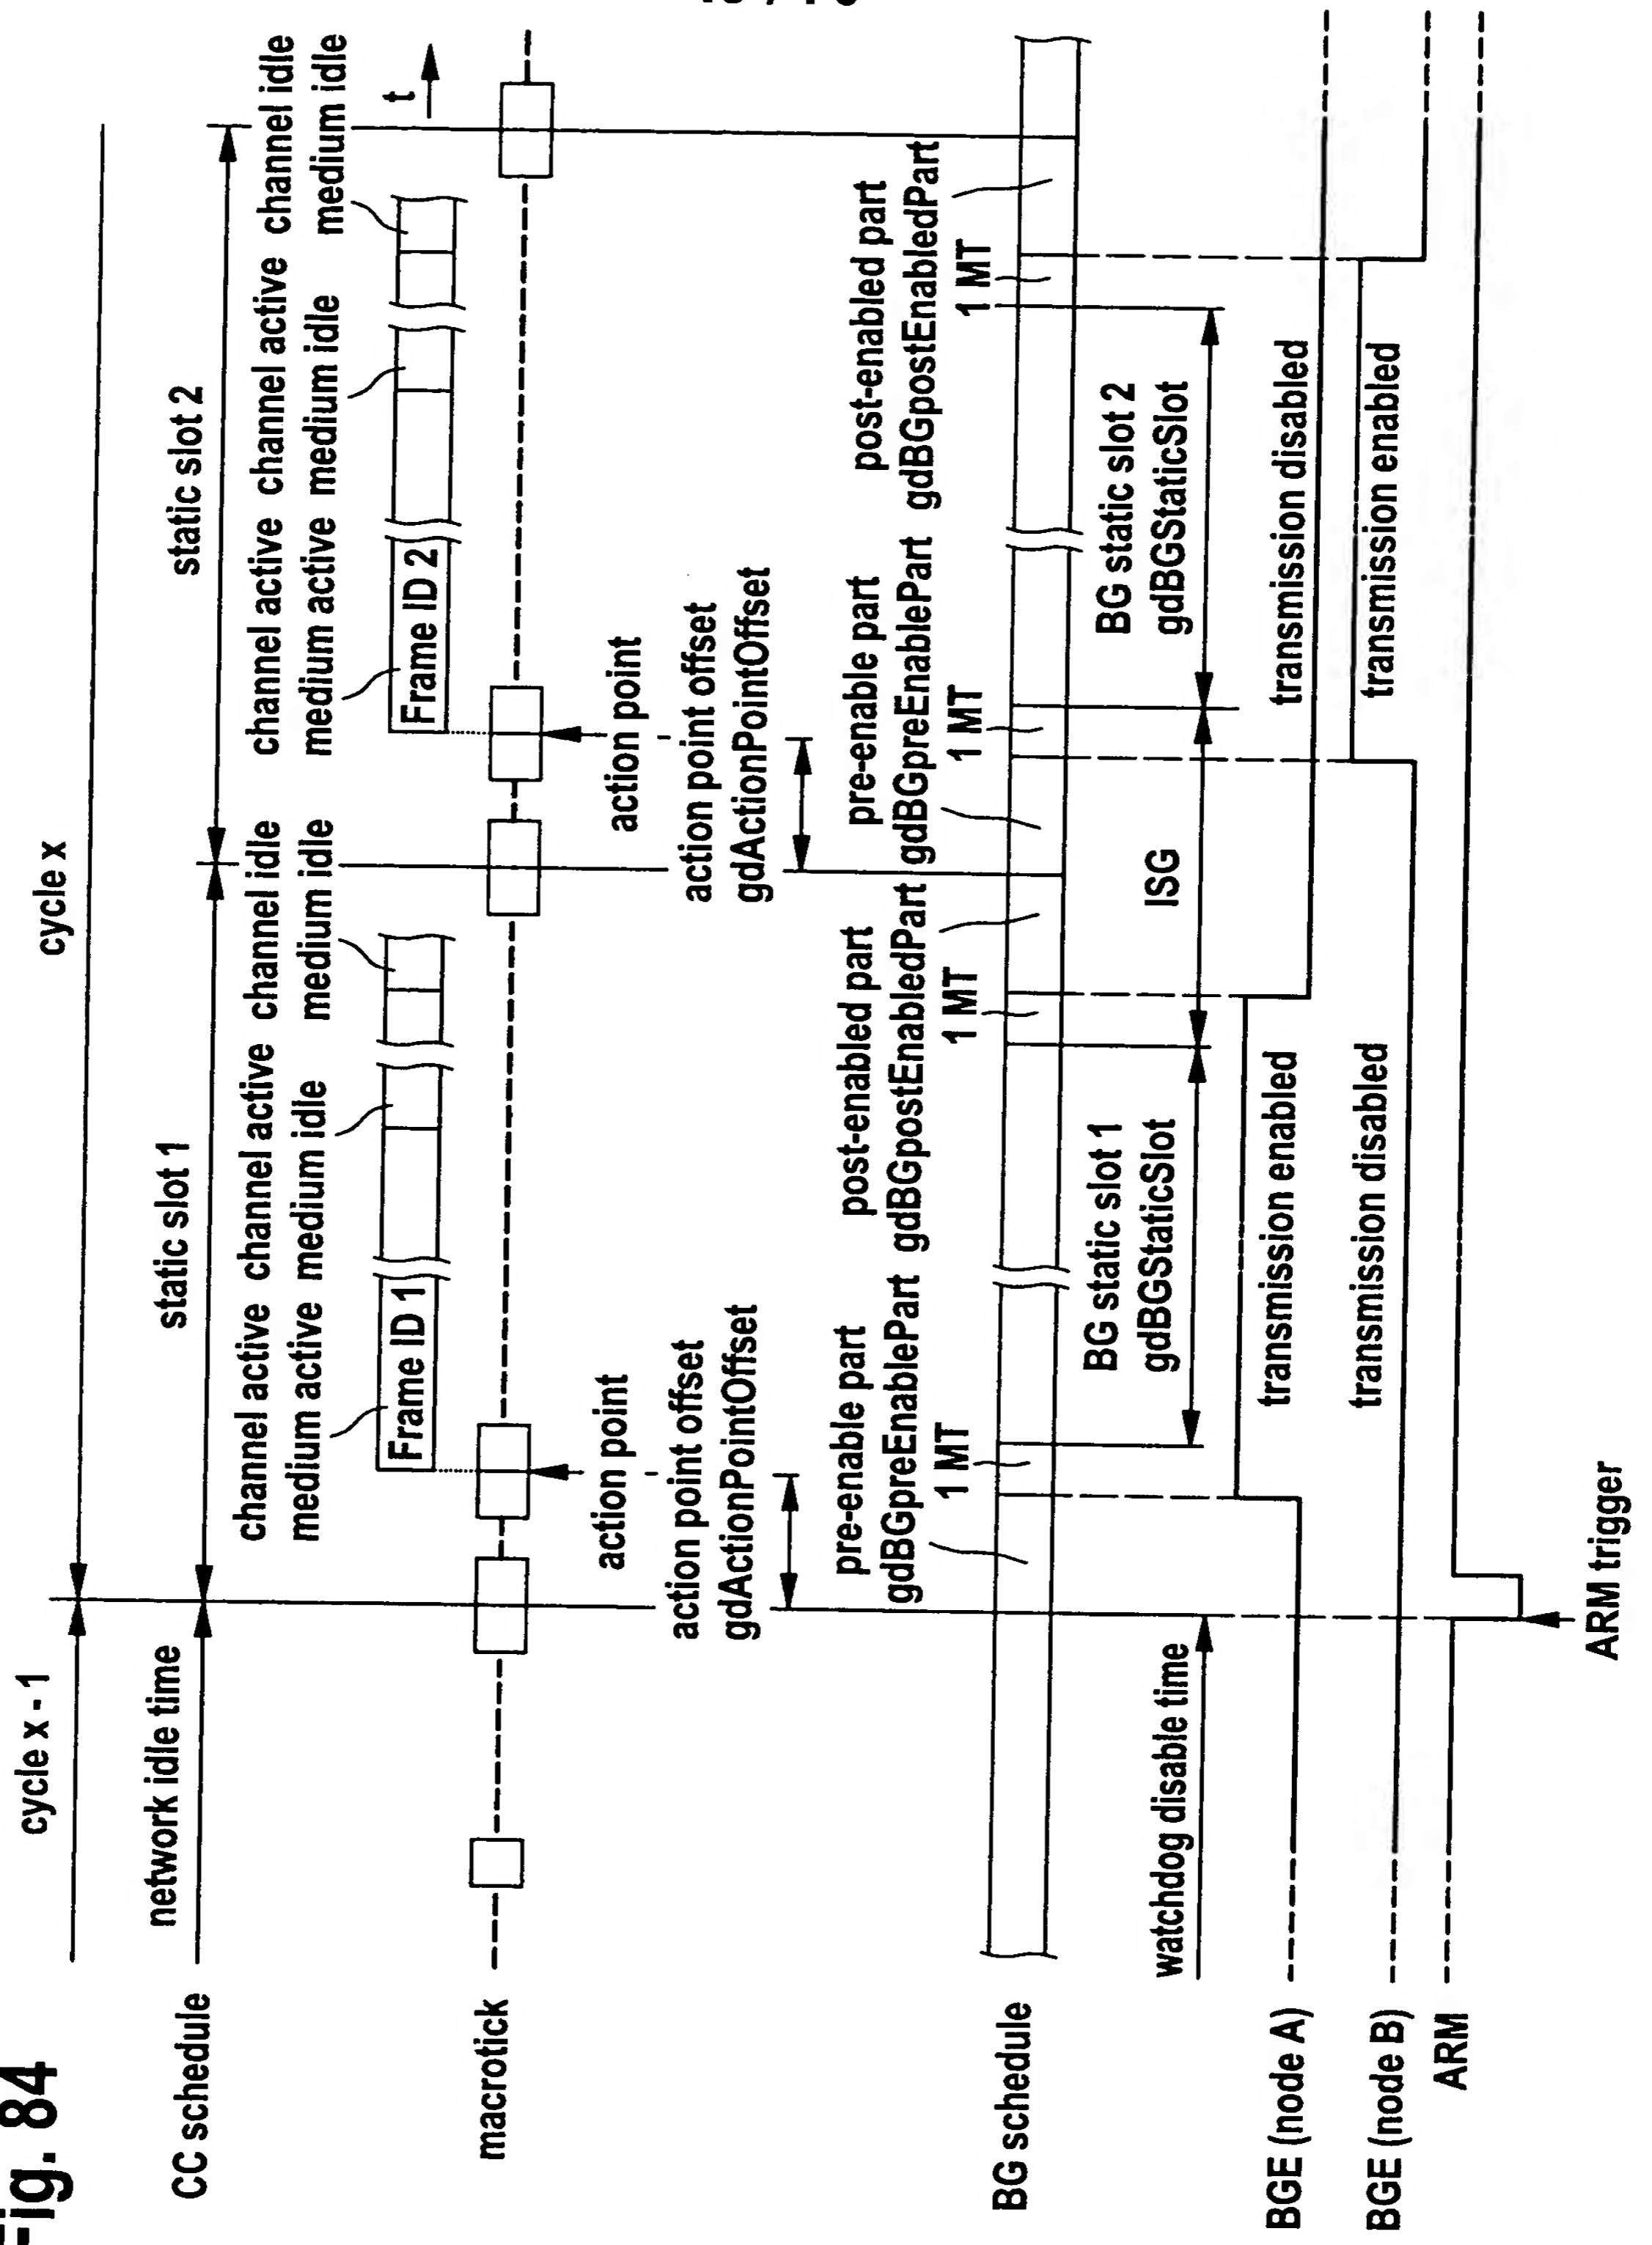 Fig. 84
cycle x - 1
cycle x
CC schedule
network idle time
static slot 1
static slot 2
channel active
medium active
channel active
medium idle
channel idle
medium idle
channel active
medium active
channel active
medium idle
channel active
medium idle
channel idle
medium idle
t
Frame ID 1
Frame ID 2
macrotick
action point
action point
action point offset
gdActionPointOffset
action point offset
gdActionPointOffset
pre-enable part
gdBGpreEnablePart
1 MT
post-enabled part
gdBGpostEnabledPart
1 MT
pre-enable part
gdBGpreEnablePart
1 MT
post-enabled part
gdBGpostEnabledPart
1 MT
BG schedule
watchdog disable time
BG static slot 1
gdBGStaticSlot
ISG
BG static slot 2
gdBGStaticSlot
BGE (node A)
transmission enabled
transmission disabled
BGE (node B)
transmission disabled
transmission enabled
ARM
ARM trigger